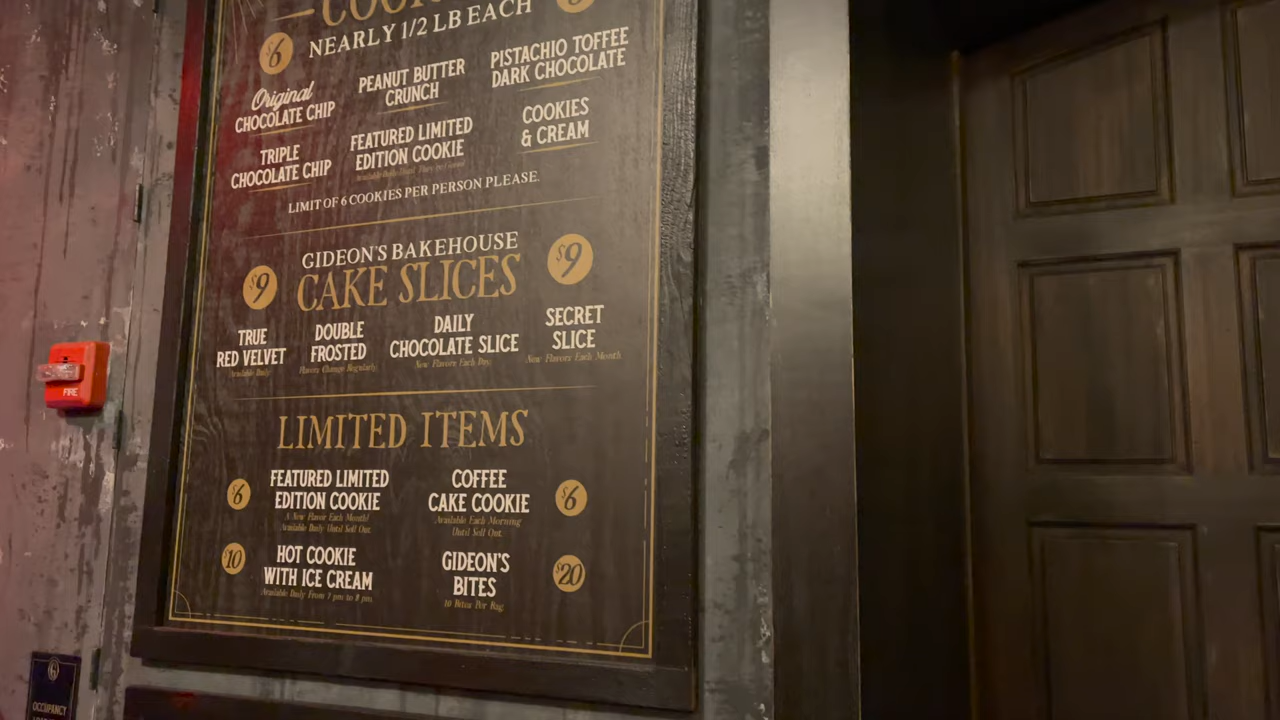 NEARLY 1/2 LB EACH
$6
Original
CHOCOLATE CHIP
PEANUT BUTTER
CRUNCH
PISTACHIO TOFFEE
DARK CHOCOLATE
TRIPLE
CHOCOLATE CHIP
FEATURED LIMITED
EDITION COOKIE
COOKIES
& CREAM
LIMIT OF 6 COOKIES PER PERSON PLEASE.
GIDEON'S BAKEHOUSE
CAKE SLICES
$9
$9
TRUE
RED VELVET
Available Daily
DOUBLE
FROSTED
Flavors Change Regularly
DAILY
CHOCOLATE SLICE
New Flavors Each Day
SECRET
SLICE
New Flavors Each Month
LIMITED ITEMS
$6
FEATURED LIMITED
EDITION COOKIE
A New Flavor Each Month!
Available Daily Until Sell Out
COFFEE
CAKE COOKIE
Available Each Morning
Until Sell Out
$6
$10
HOT COOKIE
WITH ICE CREAM
Available Daily From 7 pm to 8 pm
GIDEON'S
BITES
10 Bites Per Bag
$20
FIRE
OCCUPANCY